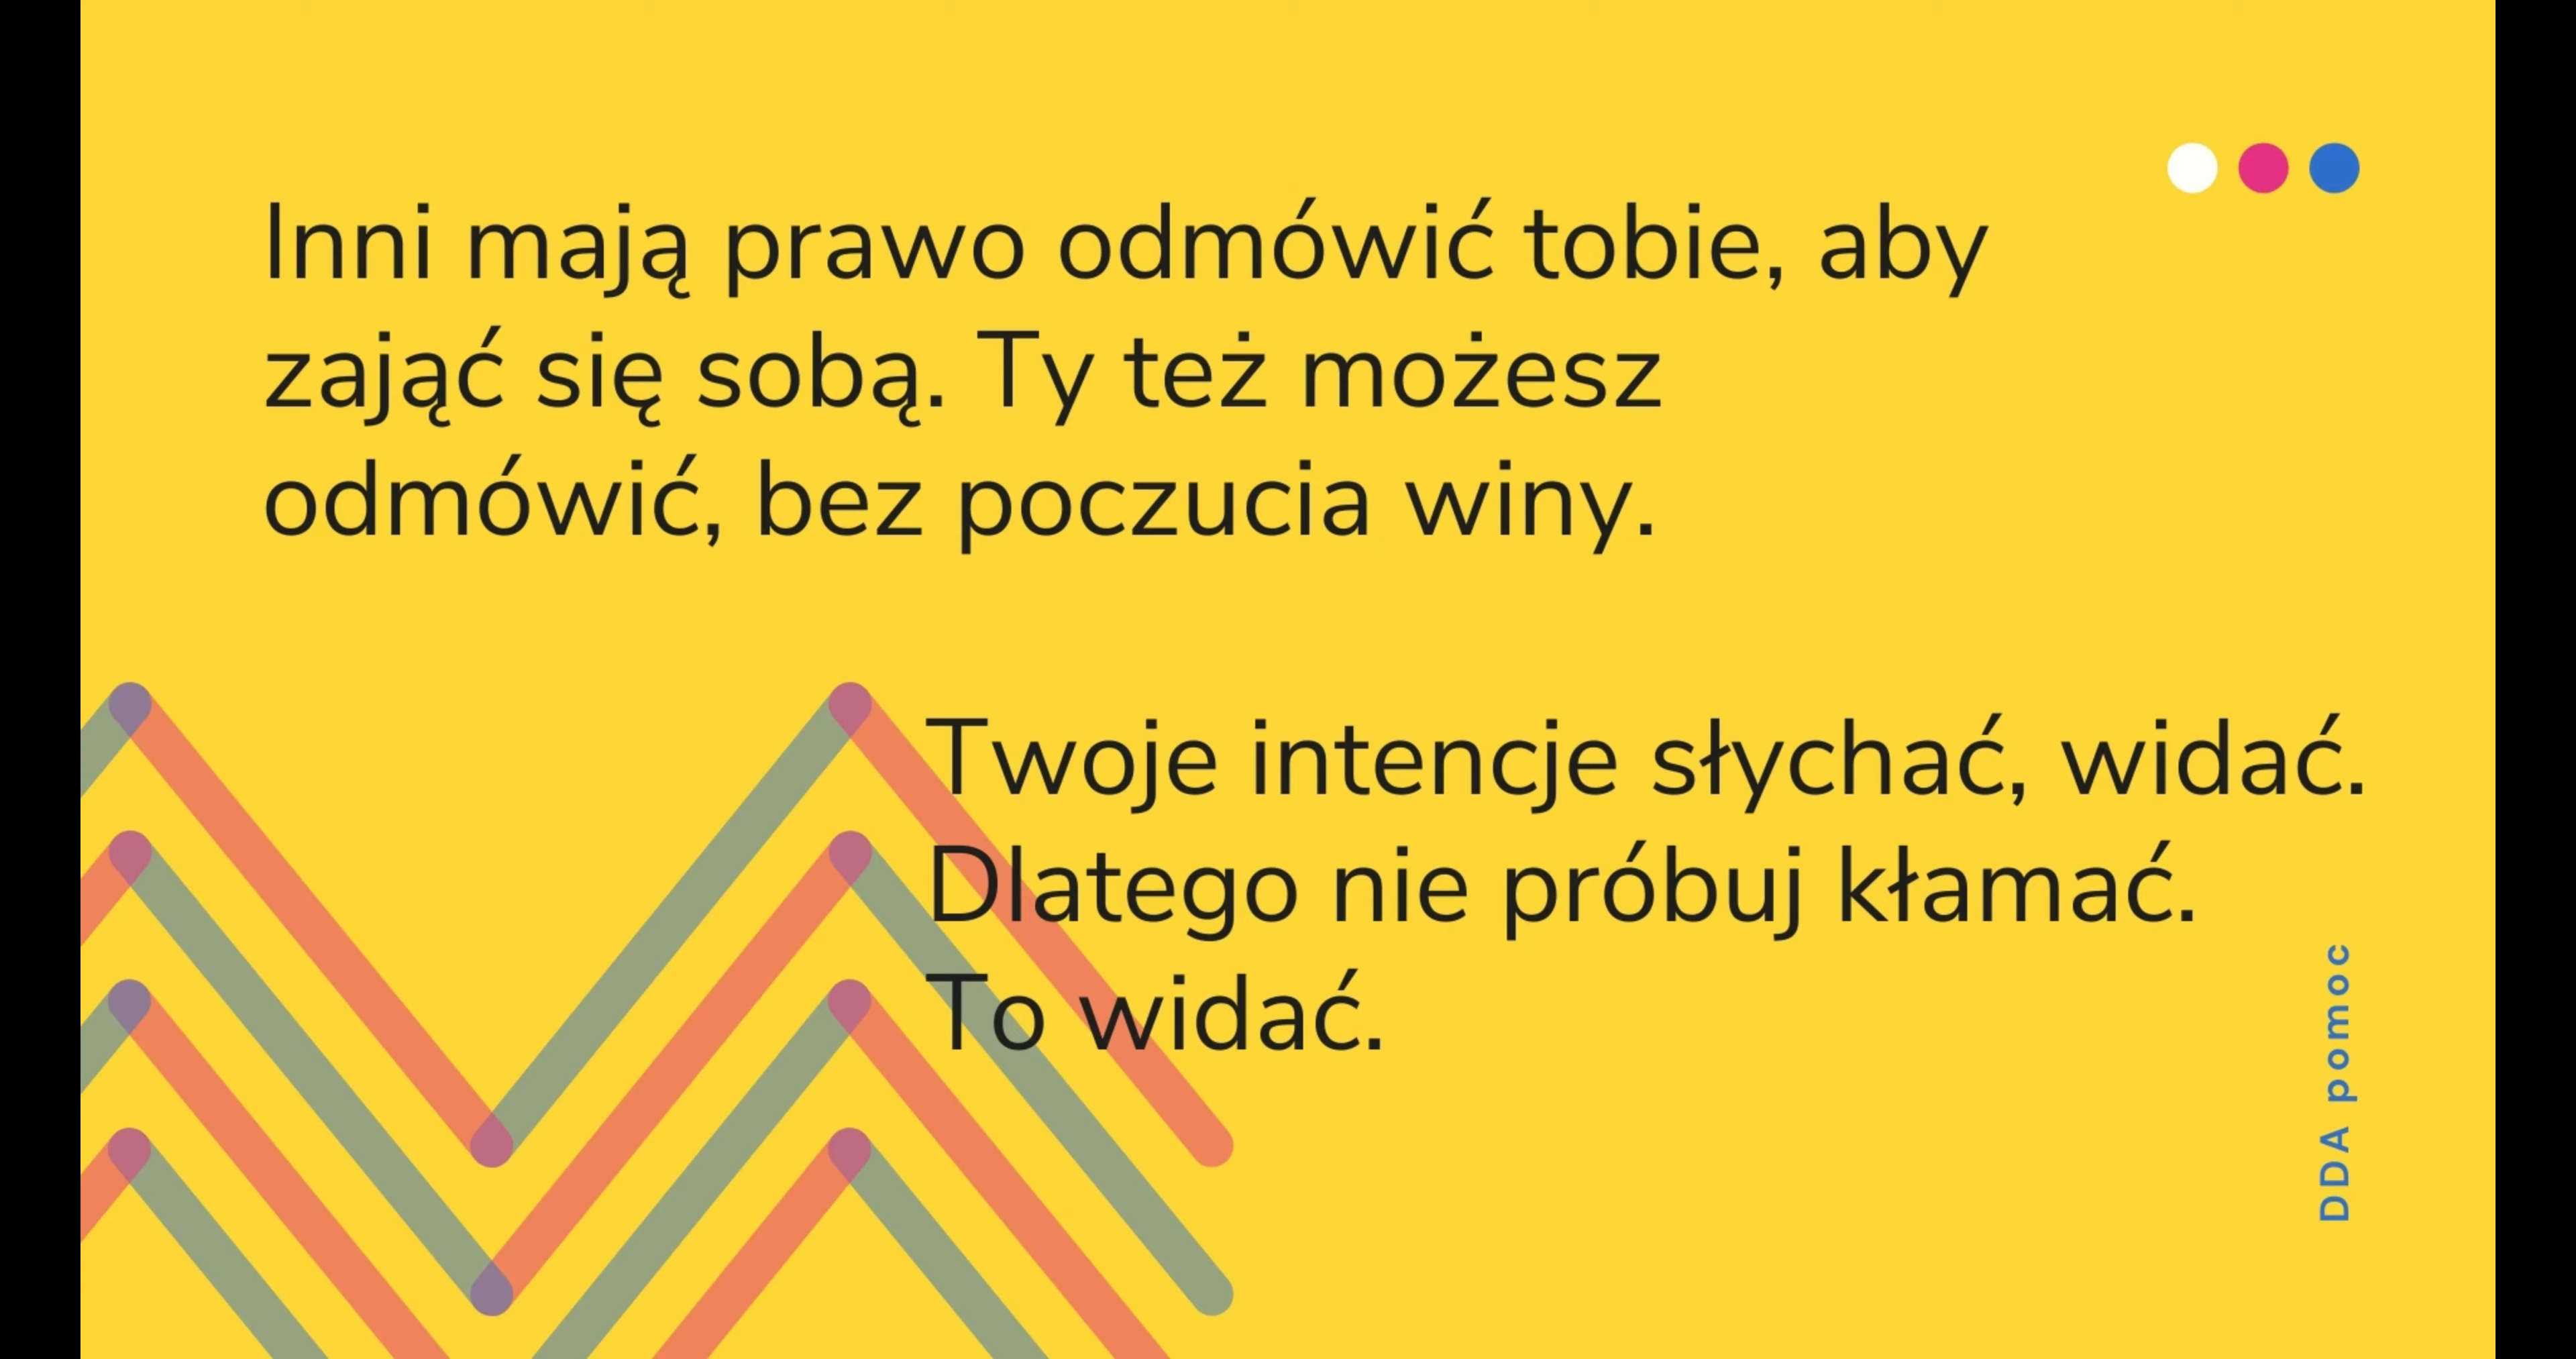 Inni mają prawo odmówić tobie, aby
zająć się sobą. Ty też możesz
odmówić, bez poczucia winy.
Twoje intencje słychać, widać.
Dlatego nie próbuj kłamać.
To widać.
DDA pomoc